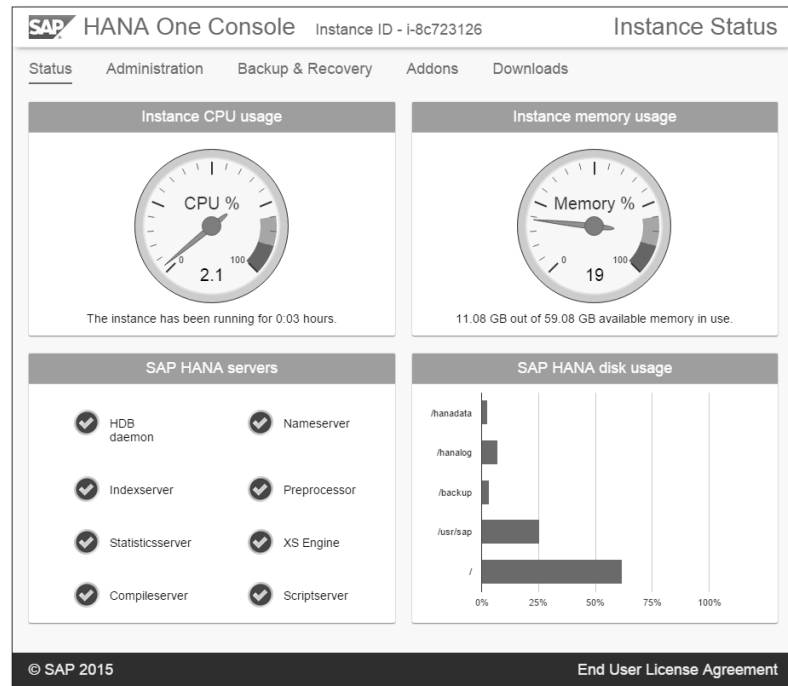 SAP HANA One Console Instance ID - i-8c723126 Instance Status
Status Administration Backup & Recovery Addons Downloads
Instance CPU usage
CPU %
0 100
2.1
The instance has been running for 0:03 hours.
Instance memory usage
Memory %
0 100
19
11.08 GB out of 59.08 GB available memory in use.
SAP HANA servers
HDB
daemon
Nameserver
Indexserver
Preprocessor
Statisticsserver
XS Engine
Compileserver
Scriptserver
SAP HANA disk usage
/hanadata
/hanalog
/backup
/usr/sap
/
0% 25% 50% 75% 100%
© SAP 2015 End User License Agreement